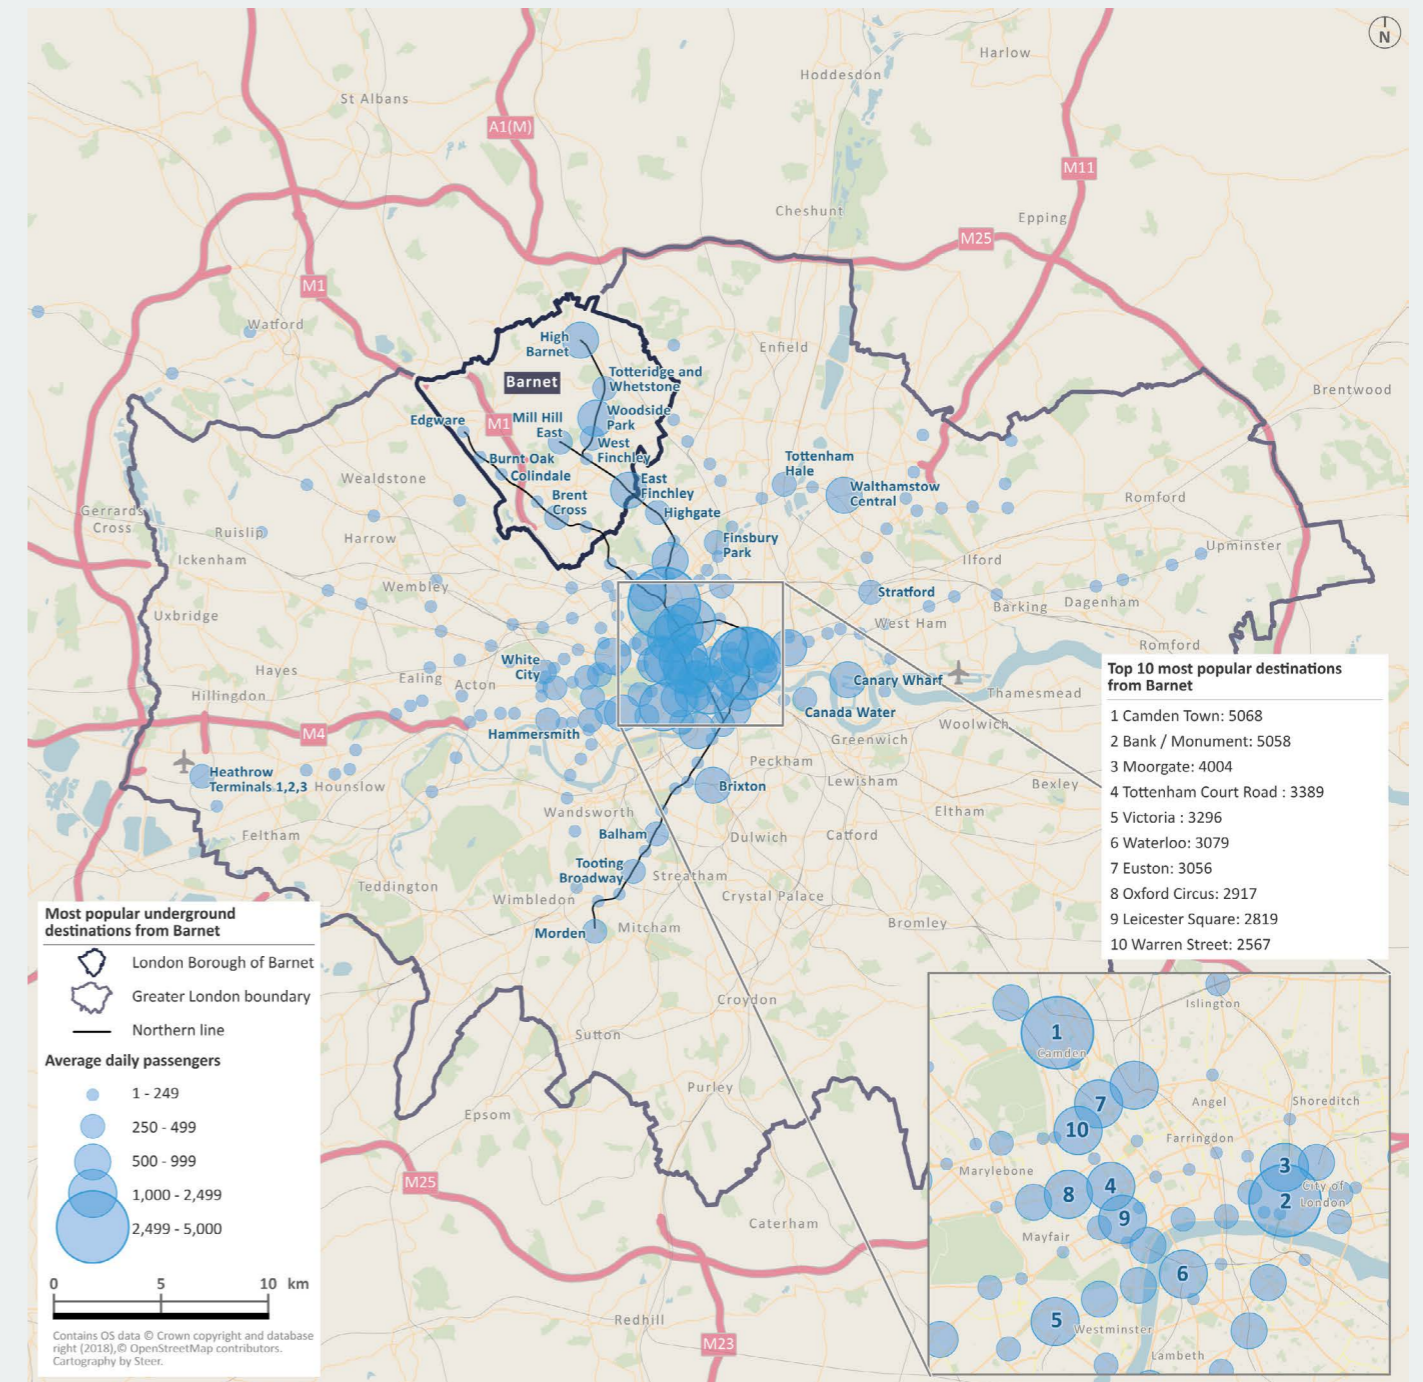 N
Harlow
Hoddesdon
St Albans
A1(M)
M11
Cheshunt
Epping
M25
M1
Watford
High
Barnet
Enfield
Totteridge and
Whetstone
Barnet
Brentwood
Edgware
M1
Mill Hill
East
Woodside
Park
West
Finchley
Burnt Oak
Colindale
Tottenham
Hale
Walthamstow
Central
East
Finchley
Wealdstone
Brent
Cross
Highgate
Romford
Gerrards
Cross
Ruislip
Harrow
Finsbury
Park
Upminster
Ickenham
Ilford
Wembley
Stratford
Barking
Dagenham
Uxbridge
West Ham
Romford
White
City
Hayes
Ealing
Acton
Canary Wharf
Hillingdon
Thamesmead
Canada Water
Woolwich
M4
Hammersmith
Greenwich
Peckham
Heathrow
Terminals 1,2,3
Hounslow
Brixton
Lewisham
Bexley
Wandsworth
Eltham
Feltham
Balham
Dulwich
Catford
Tooting
Broadway
Streatham
Teddington
Wimbledon
Crystal Palace
Morden
Mitcham
Bromley
Croydon
Sutton
Purley
Epsom
M25
Caterham
Redhill
M23
Top 10 most popular destinations
from Barnet
1 Camden Town: 5068
2 Bank / Monument: 5058
3 Moorgate: 4004
4 Tottenham Court Road : 3389
5 Victoria : 3296
6 Waterloo: 3079
7 Euston: 3056
8 Oxford Circus: 2917
9 Leicester Square: 2819
10 Warren Street: 2567
Most popular underground
destinations from Barnet
London Borough of Barnet
Greater London boundary
Northern line
Average daily passengers
1 - 249
250 - 499
500 - 999
1,000 - 2,499
2,499 - 5,000
0 5 10 km
Contains OS data © Crown copyright and database
right (2018),© OpenStreetMap contributors.
Cartography by Steer.
Islington
1
Camden
7
Angel
Shoreditch
10
Farringdon
Marylebone
3
8
4
City of
London
2
9
Mayfair
6
5
Westminster
Lambeth